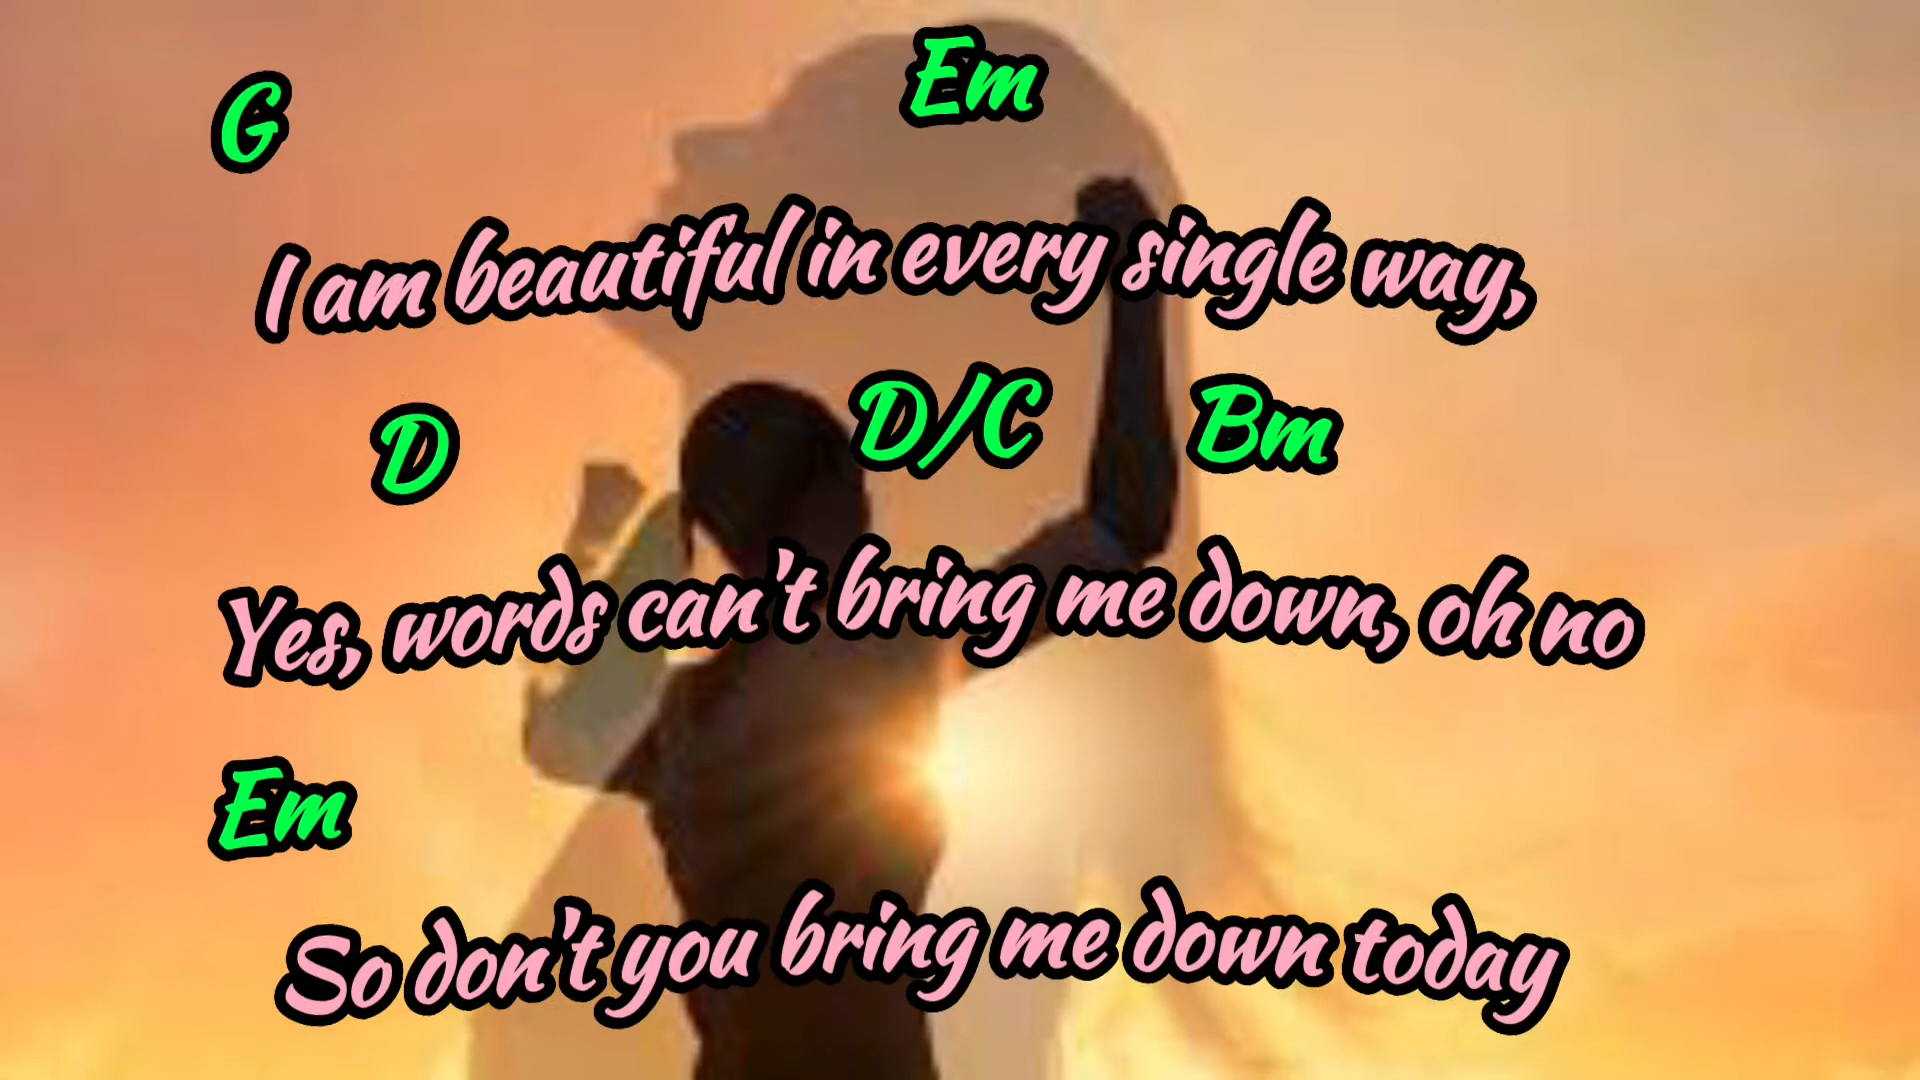 G Em
I am beautiful in every single way,
D D/C Bm
Yes, words can't bring me down, oh no
Em
So don't you bring me down today